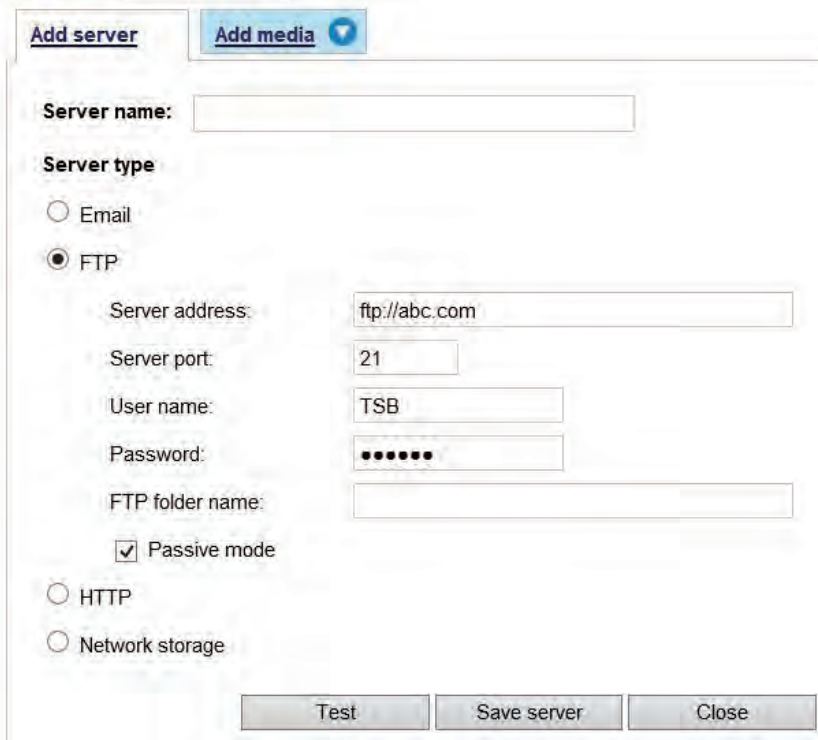 Add server Add media
Server name:
Server type
Email
FTP
Server address: ftp://abc.com
Server port: 21
User name: TSB
Password: ●●●●●●
FTP folder name:
Passive mode
HTTP
Network storage
Test Save server Close